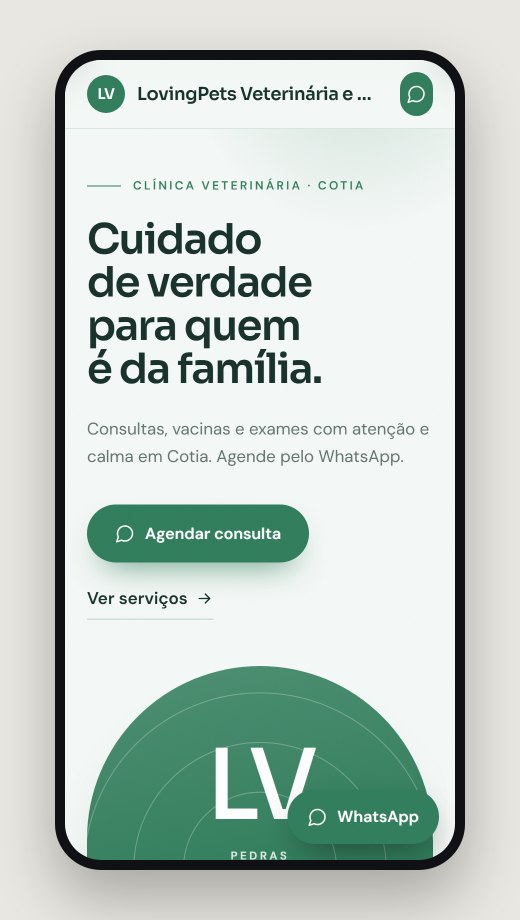 LV
LovingPets Veterinária e ...
CLÍNICA VETERINÁRIA · COTIA
Cuidado
de verdade
para quem
é da família.
Consultas, vacinas e exames com atenção e
calma em Cotia. Agende pelo WhatsApp.
Agendar consulta
Ver serviços →
LV
WhatsApp
PEDRAS